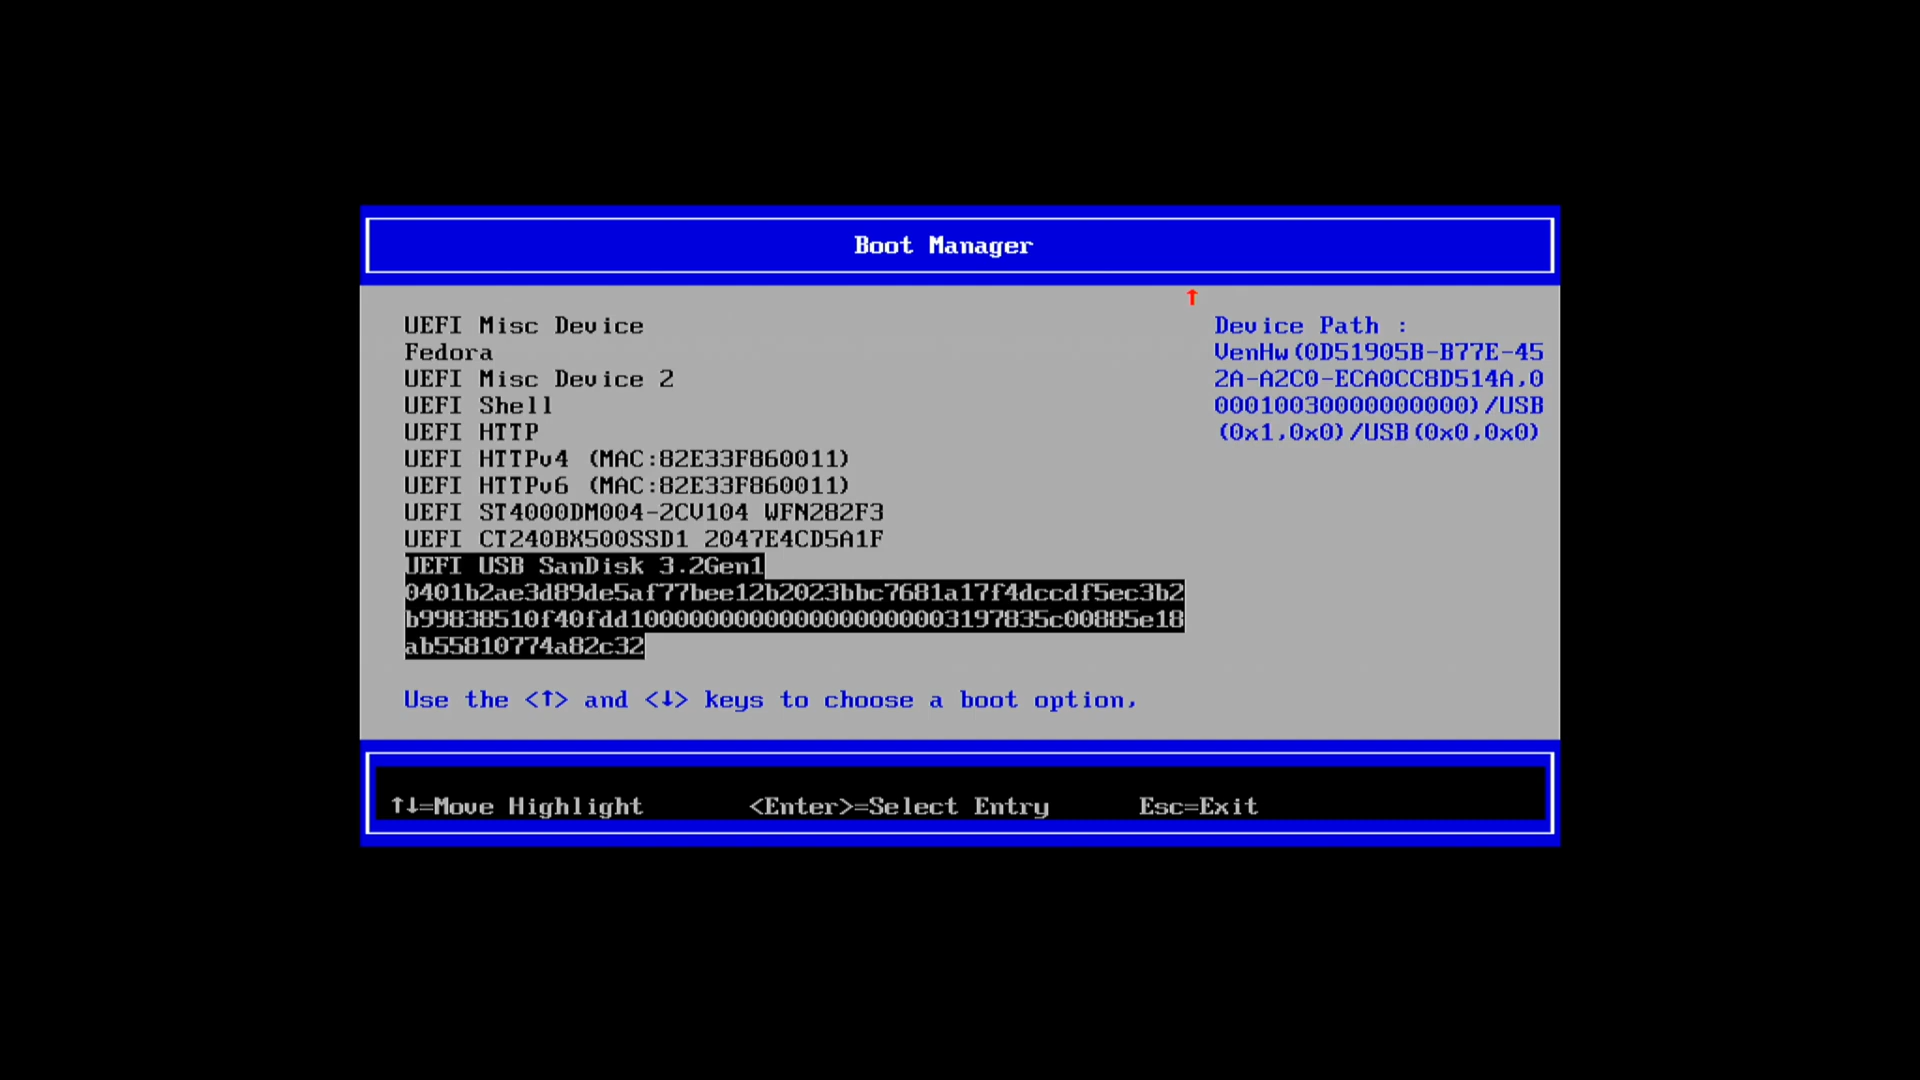 Boot Manager
↑
UEFI Misc Device
Device Path :
Fedora
VenHw(0D51905B-B77E-45
UEFI Misc Device 2
2A-A2C0-ECA0CC8D514A,0
UEFI Shell
00010030000000000)/USB
UEFI HTTP
(0x1,0x0)/USB(0x0,0x0)
UEFI HTTPv4 (MAC:82E33F860011)
UEFI HTTPv6 (MAC:82E33F860011)
UEFI ST4000DM004-2CV104 WFN282F3
UEFI CT240BX500SSD1 2047E4CD5A1F
UEFI USB SanDisk 3.2Gen1
0401b2ae3d89de5af77bee12b2023bbc7681a17f4dccdf5ec3b2
b99838510f40fdd1000000000000000000003197835c00885e18
ab55810774a82c32
Use the <↑> and <↓> keys to choose a boot option,
↑↓=Move Highlight <Enter>=Select Entry Esc=Exit